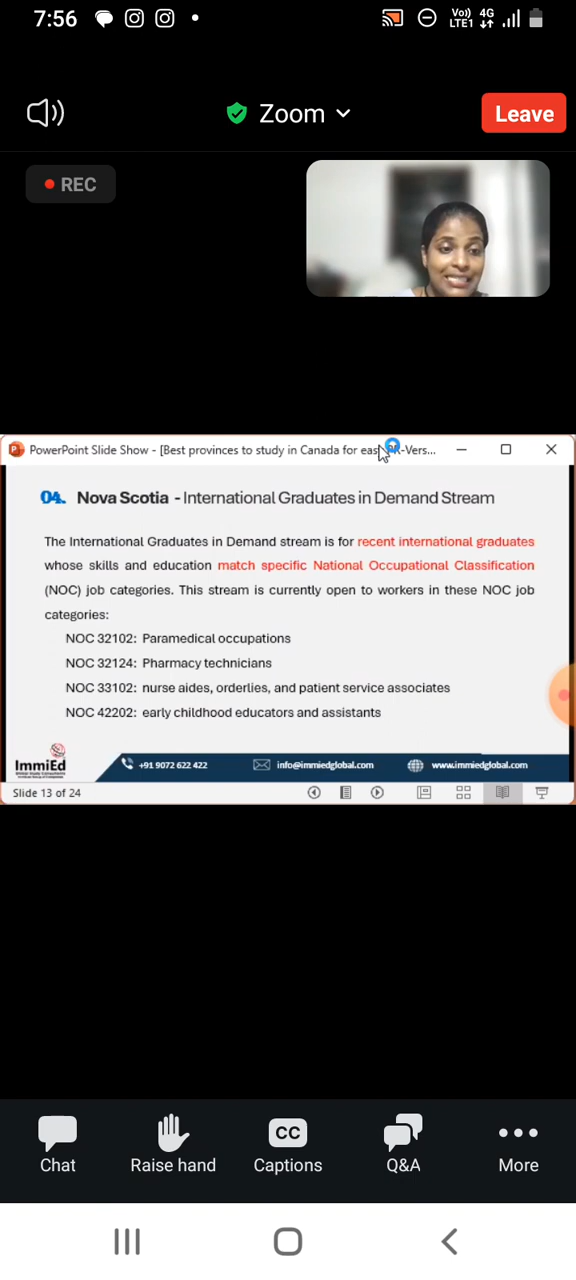 7:56
Vo)) 4G
LTE1
Zoom
Leave
REC
PowerPoint Slide Show - [Best provinces to study in Canada for eas PR-Vers...
04. Nova Scotia - International Graduates in Demand Stream
The International Graduates in Demand stream is for recent international graduates
whose skills and education match specific National Occupational Classification
(NOC) job categories. This stream is currently open to workers in these NOC job
categories:
NOC 32102: Paramedical occupations
NOC 32124: Pharmacy technicians
NOC 33102: nurse aides, orderlies, and patient service associates
NOC 42202: early childhood educators and assistants
ImmiEd
+91 9072 622 422
info@immiedglobal.com
www.immiedglobal.com
Slide 13 of 24
CC
Chat
Raise hand
Captions
Q&A
More